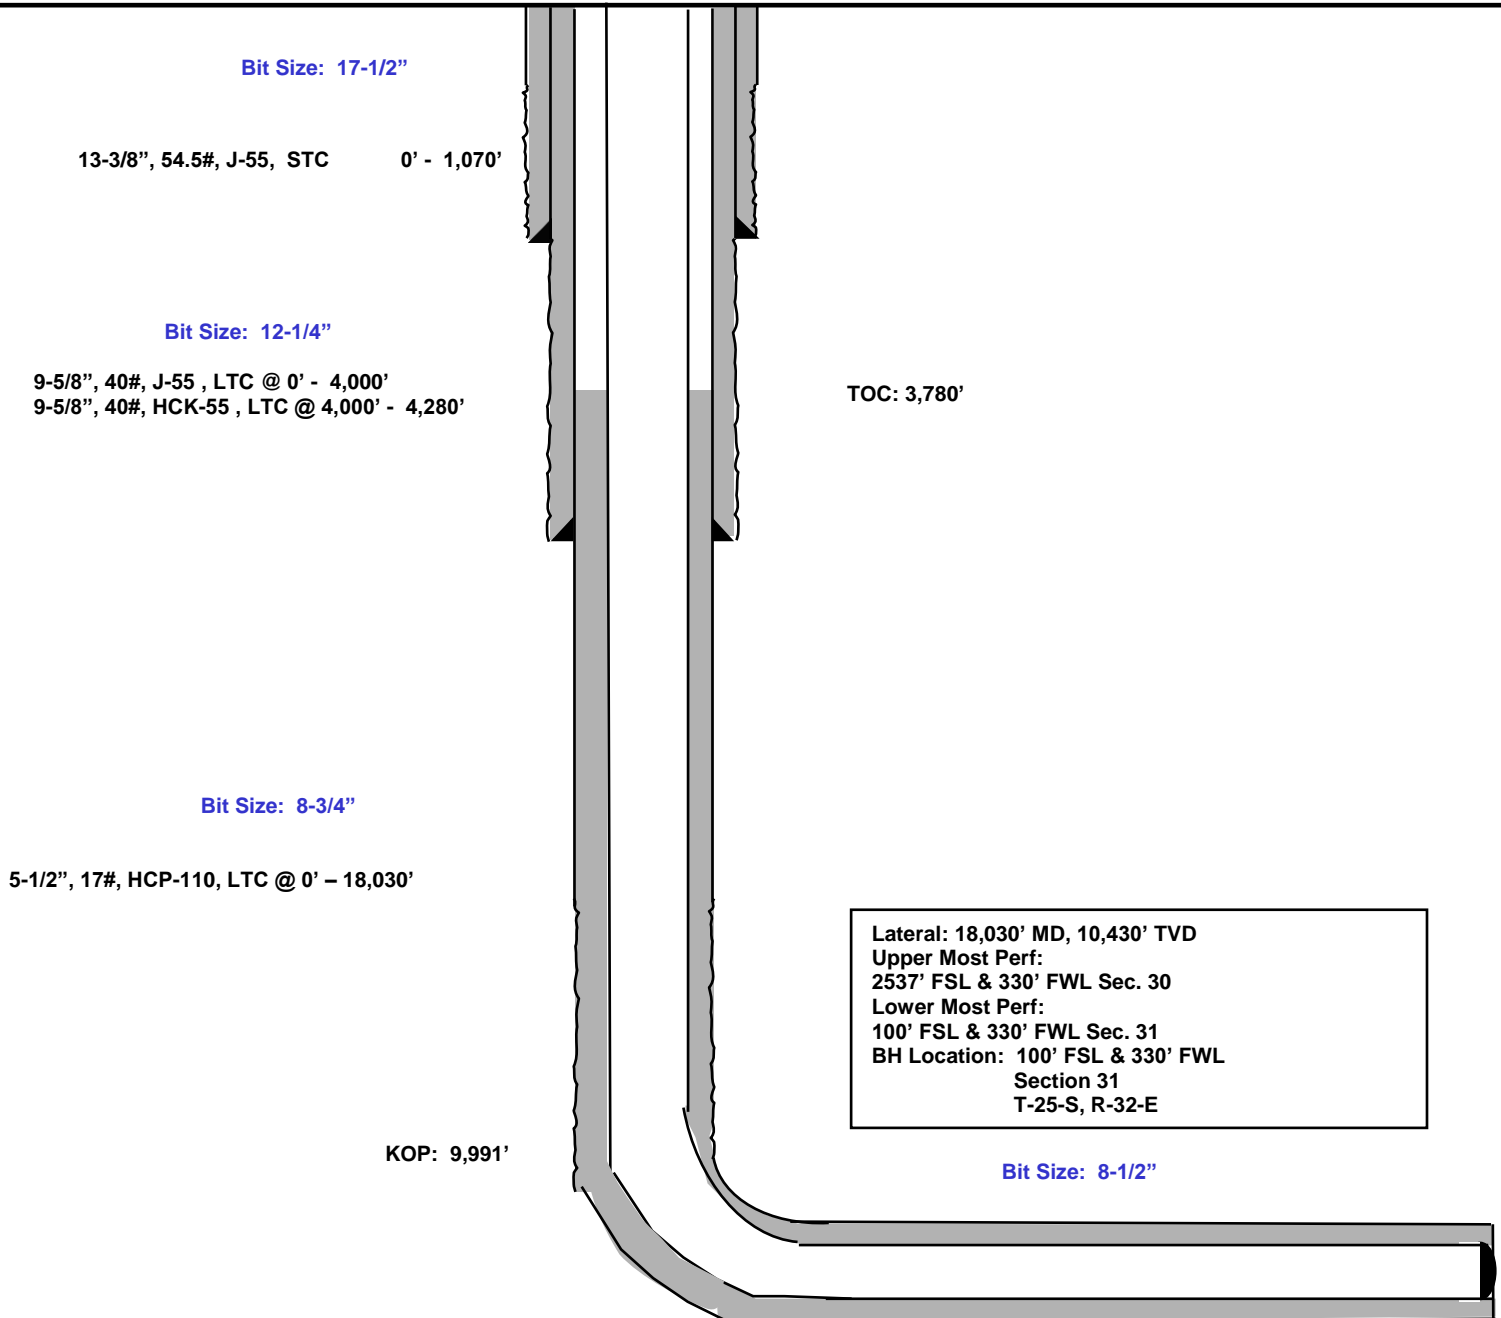 Bit Size: 17-1/2”
13-3/8”, 54.5#, J-55, STC 0’ - 1,070’
Bit Size: 12-1/4”
9-5/8”, 40#, J-55 , LTC @ 0’ - 4,000’
9-5/8”, 40#, HCK-55 , LTC @ 4,000’ - 4,280’
TOC: 3,780’
Bit Size: 8-3/4”
5-1/2”, 17#, HCP-110, LTC @ 0’ – 18,030’
Lateral: 18,030’ MD, 10,430’ TVD
Upper Most Perf:
2537’ FSL & 330’ FWL Sec. 30
Lower Most Perf:
100’ FSL & 330’ FWL Sec. 31
BH Location: 100’ FSL & 330’ FWL
Section 31
T-25-S, R-32-E
KOP: 9,991’
Bit Size: 8-1/2”